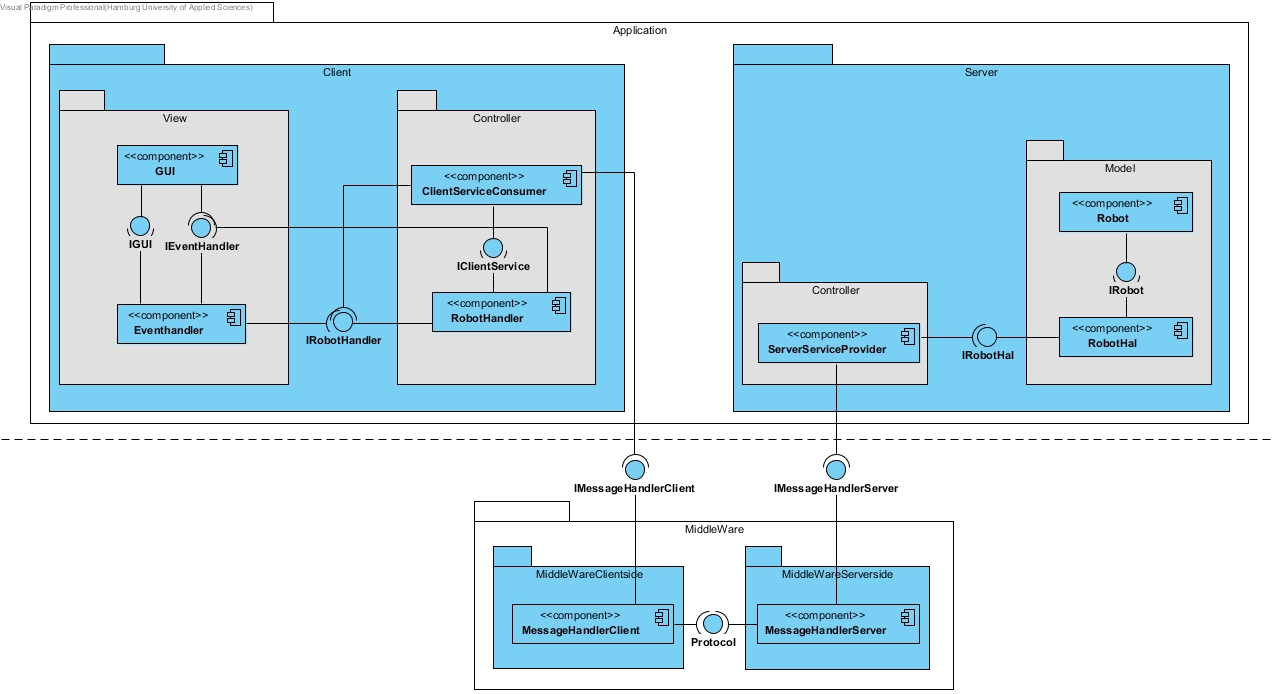 Visual Paradigm Professional(Hamburg University of Applied Sciences)
Application
Client
Server
View
Controller
<<component>>
GUI
<<component>>
ClientServiceConsumer
Model
<<component>>
Robot
IGUI
IEventHandler
IClientService
IRobot
Controller
<<component>>
Eventhandler
IRobotHandler
<<component>>
RobotHandler
<<component>>
ServerServiceProvider
IRobotHal
<<component>>
RobotHal
IMessageHandlerClient
IMessageHandlerServer
MiddleWare
MiddleWareClientside
MiddleWareServerside
<<component>>
MessageHandlerClient
Protocol
<<component>>
MessageHandlerServer